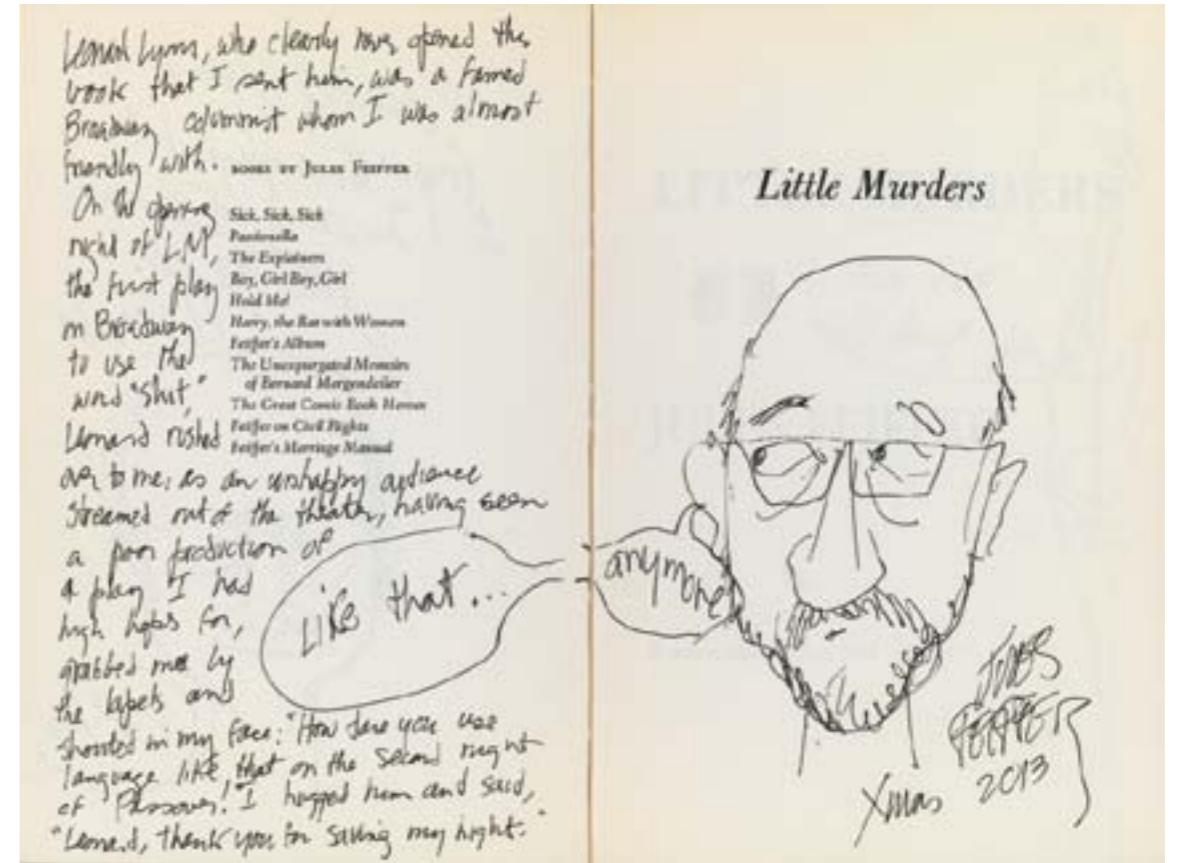 Leonard Lyons, who clearly never opened this
book that I sent him, was a famed
Broadway columnist whom I was almost
friendly with.
BOOKS BY JULES FEIFFER
On the opening
night of LM,
the first play
on Broadway
to use the
word "shit,"
Leonard rushed
Sick, Sick, Sick
Passionella
The Explainers
Boy, Girl Boy, Girl
Hold Me!
Harry, the Rat with Women
Feiffer's Album
The Unexpurgated Memoirs
of Bernard Mergendeiler
The Great Comic Book Heroes
Feiffer on Civil Rights
Feiffer's Marriage Manual
over to me, as an unhappy audience
streamed out of the theater, having seen
a poor production of
a play I had
high hopes for,
grabbed me by
the lapels and
shouted in my face: "How dare you use
language like that on the second night
of Passover!" I hugged him and said,
"Leonard, thank you for saving my night."
Like that...
anymore
Little Murders
JULES
FEIFFER
2013
Xmas